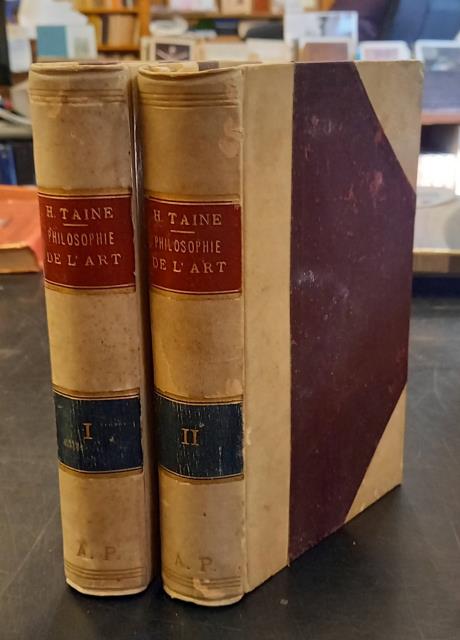 H. TAINE
PHILOSOPHIE
DE L'ART
I
A. P.
H. TAINE
PHILOSOPHIE
DE L'ART
II
A. P.